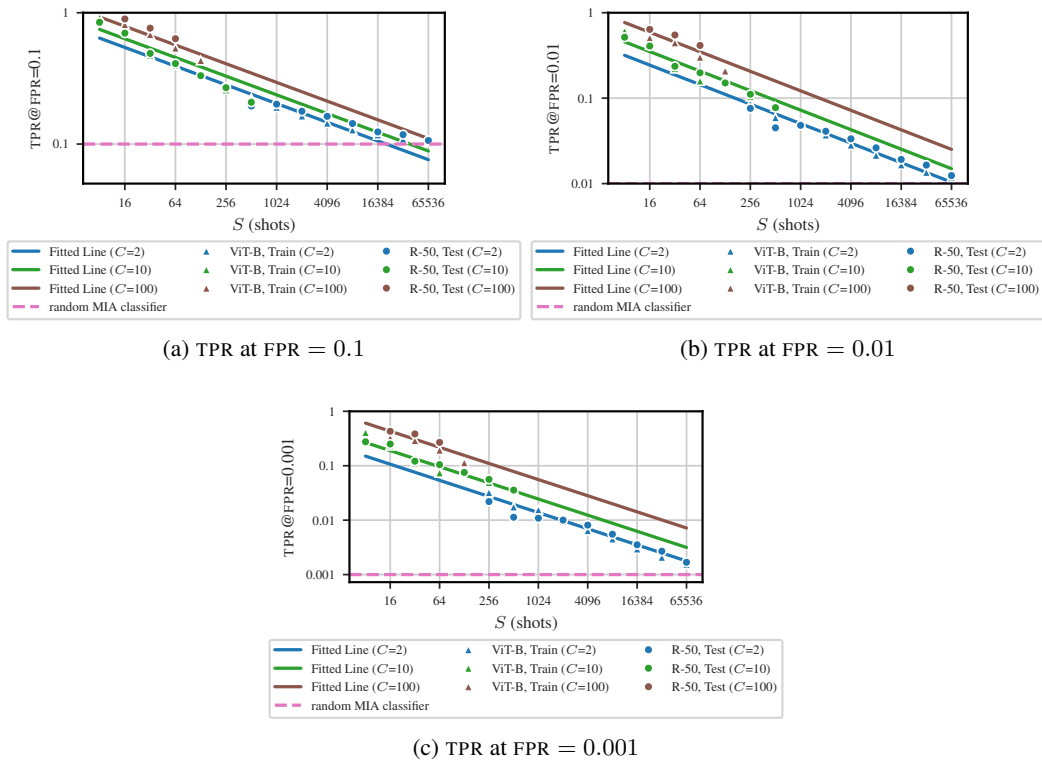 1
0.1
TPR@FPR=0.1
16 64 256 1024 4096 16384 65536
S (shots)
Fitted Line (C=2) ViT-B, Train (C=2) R-50, Test (C=2)
Fitted Line (C=10) ViT-B, Train (C=10) R-50, Test (C=10)
Fitted Line (C=100) ViT-B, Train (C=100) R-50, Test (C=100)
random MIA classifier
(a) TPR at FPR = 0.1
1
0.1
0.01
TPR@FPR=0.01
16 64 256 1024 4096 16384 65536
S (shots)
Fitted Line (C=2) ViT-B, Train (C=2) R-50, Test (C=2)
Fitted Line (C=10) ViT-B, Train (C=10) R-50, Test (C=10)
Fitted Line (C=100) ViT-B, Train (C=100) R-50, Test (C=100)
random MIA classifier
(b) TPR at FPR = 0.01
1
0.1
0.01
0.001
TPR@FPR=0.001
16 64 256 1024 4096 16384 65536
S (shots)
Fitted Line (C=2) ViT-B, Train (C=2) R-50, Test (C=2)
Fitted Line (C=10) ViT-B, Train (C=10) R-50, Test (C=10)
Fitted Line (C=100) ViT-B, Train (C=100) R-50, Test (C=100)
random MIA classifier
(c) TPR at FPR = 0.001